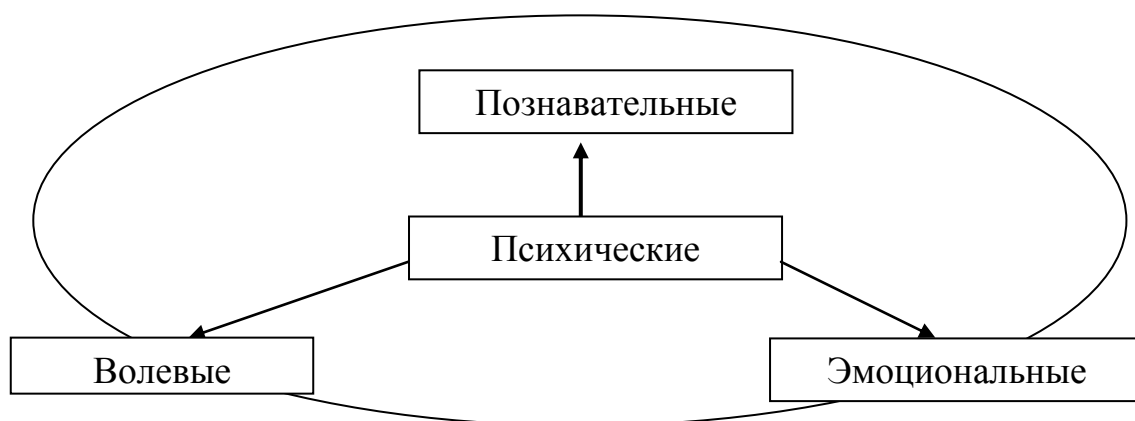 Познавательные
Психические
Волевые
Эмоциональные